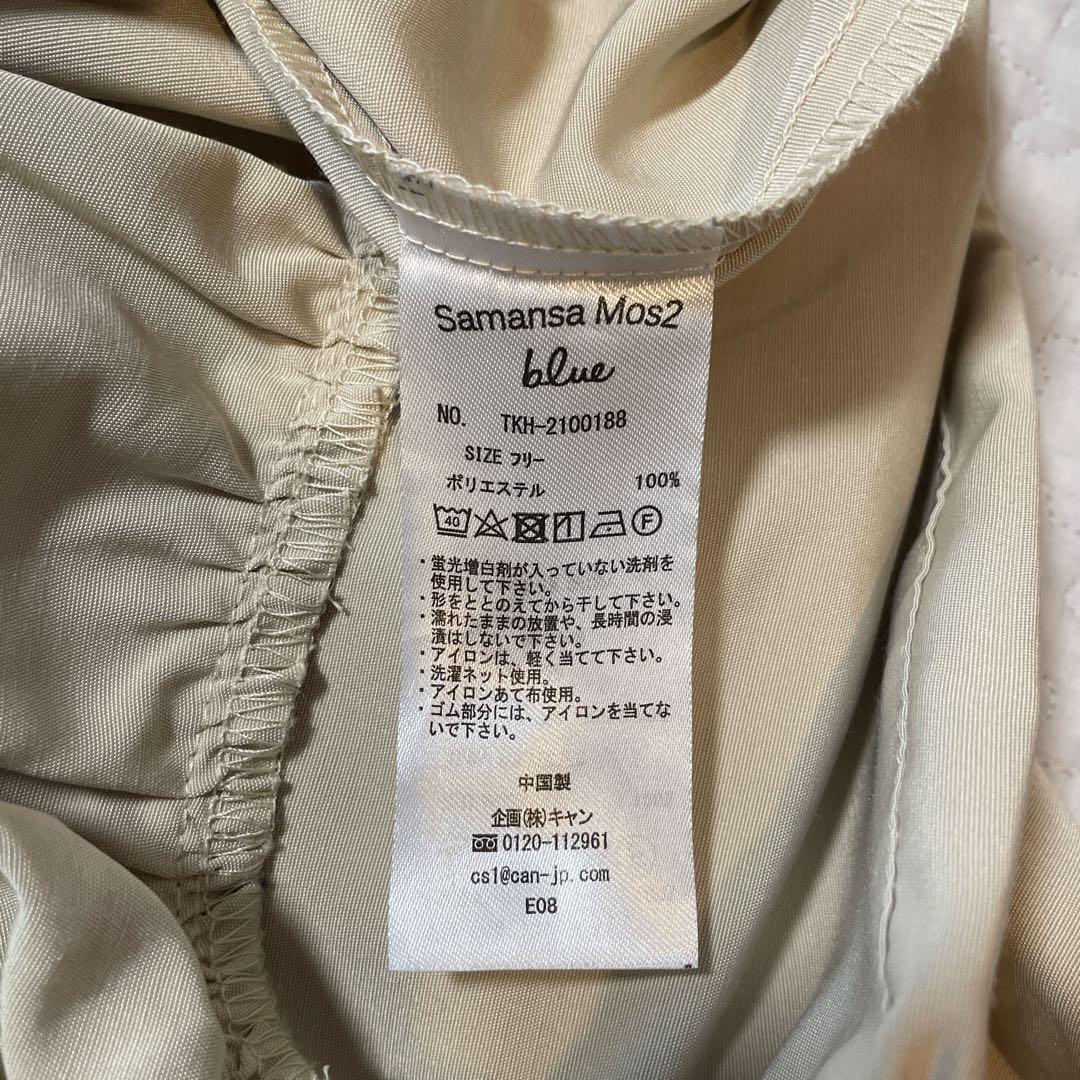 Samansa Mos2
blue
NO. TKH-2100188
SIZE フリー
ポリエステル 100%
40 F
・蛍光増白剤が入っていない洗剤を
使用して下さい。
・形をととのえてから干して下さい。
・濡れたままの放置や、長時間の浸
漬はしないで下さい。
・アイロンは、軽く当てて下さい。
・洗濯ネット使用。
・アイロンあて布使用。
・ゴム部分には、アイロンを当てな
いで下さい。
中国製
企画(株)キャン
0120-112961
cs1@can-jp.com
E08